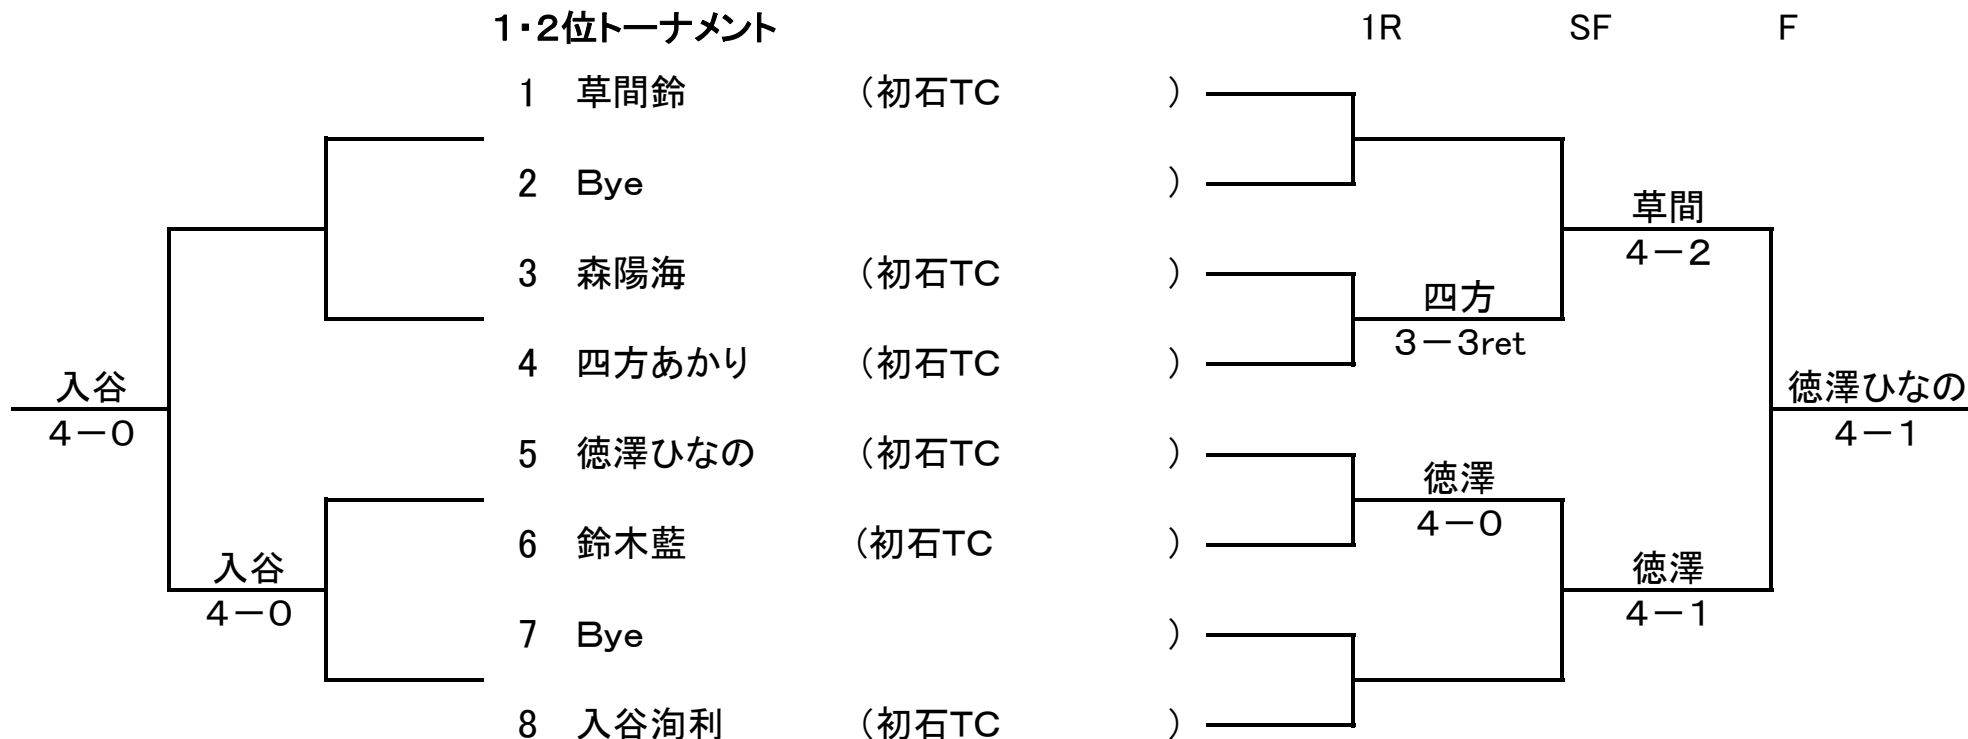 １・２位トーナメント 1R SF F
1 草間鈴 （初石ＴＣ ）
2 Ｂｙｅ ）
草間
４－２
3 森陽海 （初石ＴＣ ）
四方
３－３ret
4 四方あかり （初石ＴＣ ）
入谷
４－０
徳澤ひなの
４－１
5 徳澤ひなの （初石ＴＣ ）
徳澤
４－０
6 鈴木藍 （初石ＴＣ ）
入谷
４－０
徳澤
４－１
7 Ｂｙｅ ）
8 入谷洵利 （初石ＴＣ ）